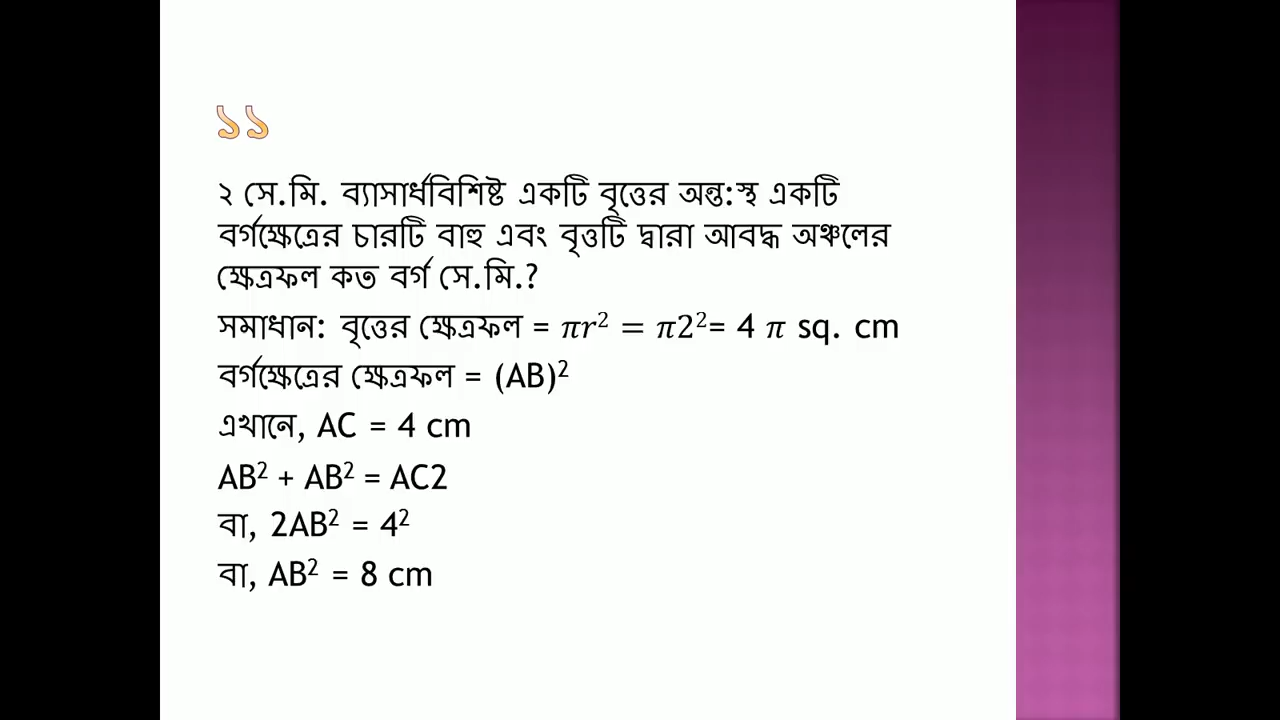 ১১
২ সে.মি. ব্যাসার্ধবিশিষ্ট একটি বৃত্তের অন্ত:স্থ একটি
বর্গক্ষেত্রের চারটি বাহু এবং বৃত্তটি দ্বারা আবদ্ধ অঞ্চলের
ক্ষেত্রফল কত বর্গ সে.মি.?
সমাধান: বৃত্তের ক্ষেত্রফল = 𝜋𝑟² = 𝜋2²= 4 𝜋 sq. cm
বর্গক্ষেত্রের ক্ষেত্রফল = (AB)²
এখানে, AC = 4 cm
AB² + AB² = AC2
বা, 2AB² = 4²
বা, AB² = 8 cm